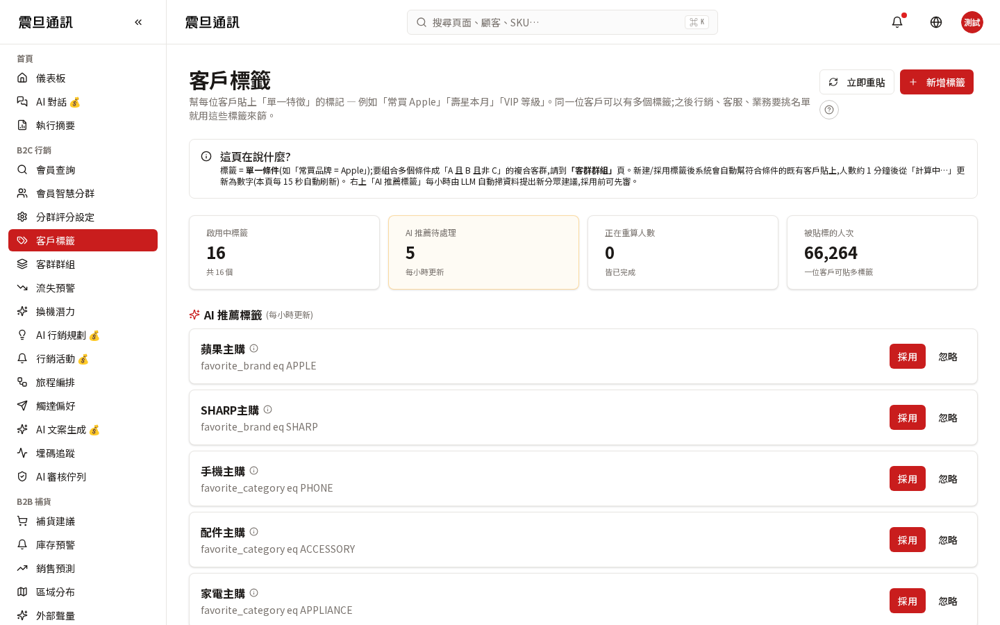 震旦通訊
震旦通訊
搜尋頁面、顧客、SKU…
⌘ K
測試
首頁
儀表板
AI 對話 💰
執行摘要
B2C 行銷
會員查詢
會員智慧分群
分群評分設定
客戶標籤
客群群組
流失預警
換機潛力
AI 行銷規劃 💰
行銷活動 💰
旅程編排
觸達偏好
AI 文案生成 💰
埋碼追蹤
AI 審核佇列
B2B 補貨
補貨建議
庫存預警
銷售預測
區域分布
外部聲量
客戶標籤
幫每位客戶貼上「單一特徵」的標記 — 例如「常買 Apple」「壽星本月」「VIP 等級」。同一位客戶可以有多個標籤;之後行銷、客服、業務要挑名單
就用這些標籤來篩。
立即重貼
新增標籤
這頁在說什麼?
標籤 = 單一條件(如「常買品牌 = Apple」);要組合多個條件成「A 且 B 且非 C」的複合客群,請到「客群群組」頁。新建/採用標籤後系統會自動幫符合條件的既有客戶貼上,人數約 1 分鐘後從「計算中…」更
新為數字(本頁每 15 秒自動刷新)。 右上「AI 推薦標籤」每小時由 LLM 自動掃資料提出新分眾建議,採用前可先審。
啟用中標籤
16
共 16 個
AI 推薦待處理
5
每小時更新
正在重算人數
0
皆已完成
被貼標的人次
66,264
一位客戶可貼多標籤
AI 推薦標籤 (每小時更新)
蘋果主購
favorite_brand eq APPLE
採用
忽略
SHARP主購
favorite_brand eq SHARP
採用
忽略
手機主購
favorite_category eq PHONE
採用
忽略
配件主購
favorite_category eq ACCESSORY
採用
忽略
家電主購
favorite_category eq APPLIANCE
採用
忽略